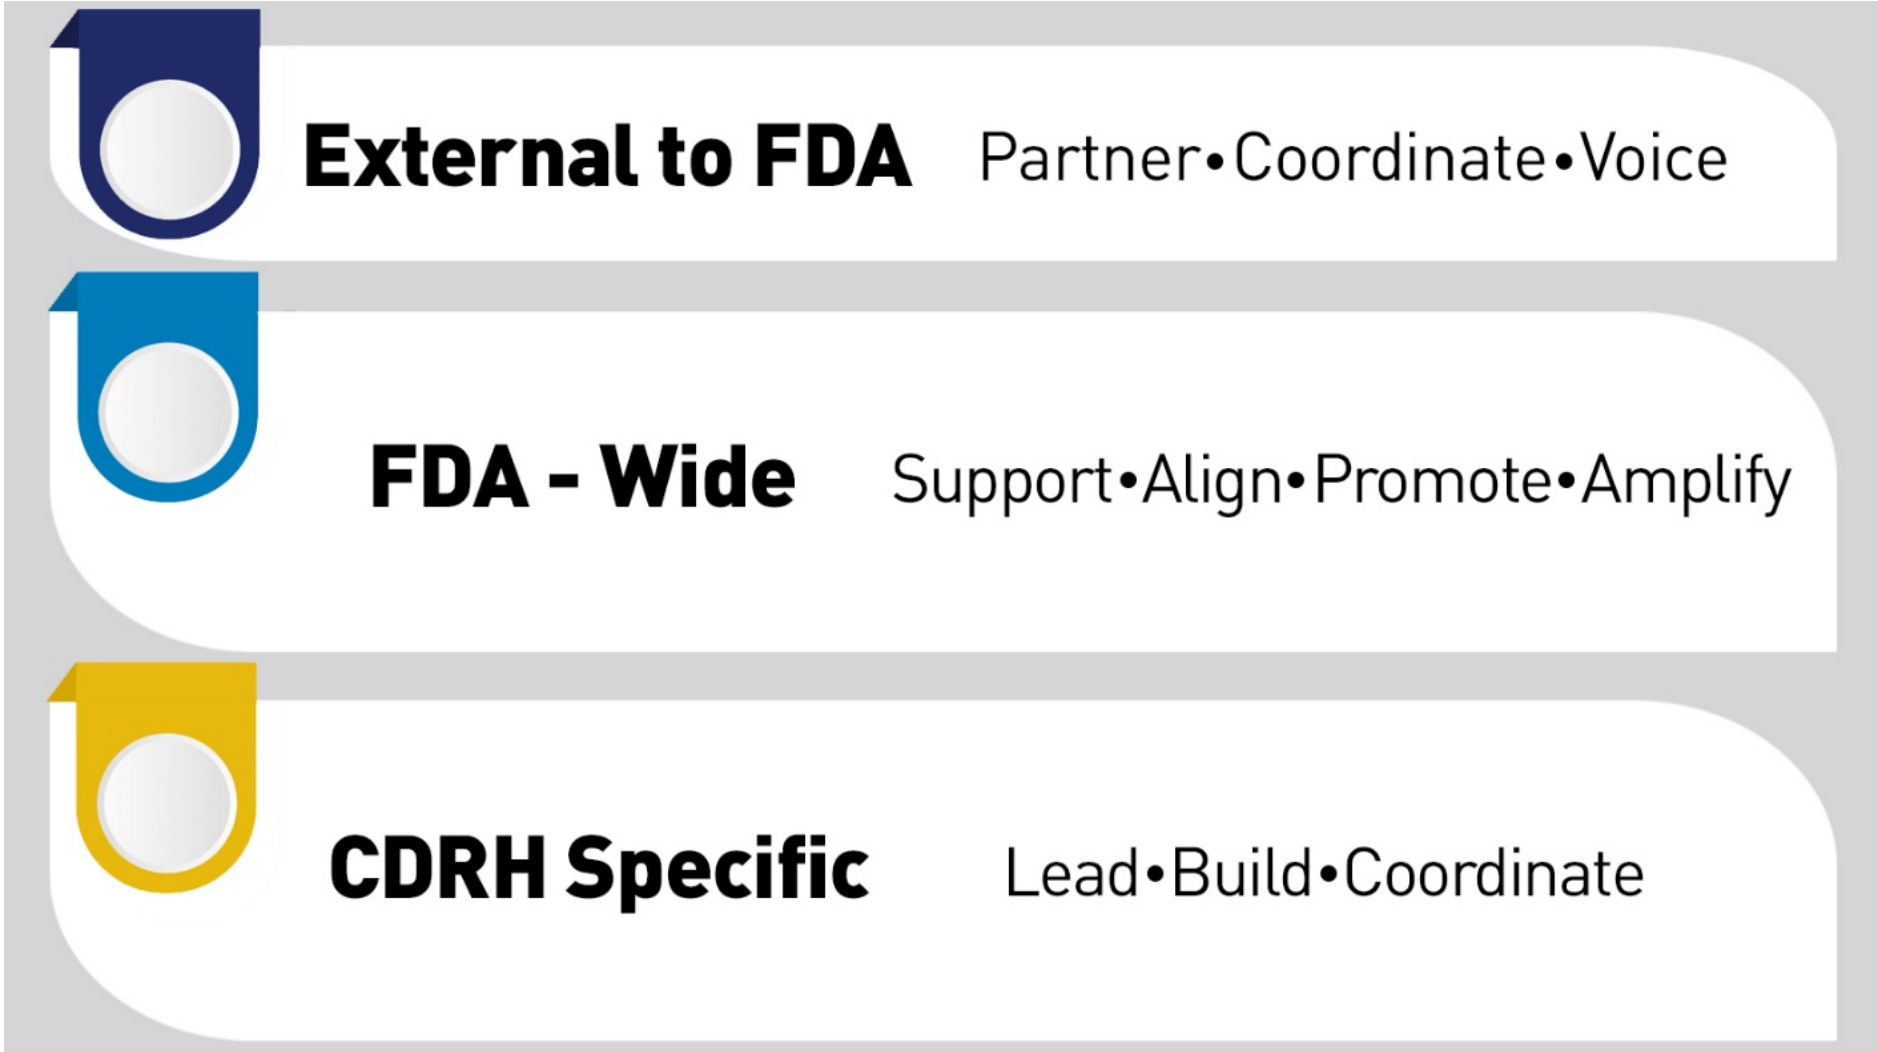 External to FDA Partner•Coordinate•Voice
FDA - Wide Support•Align•Promote•Amplify
CDRH Specific Lead•Build•Coordinate